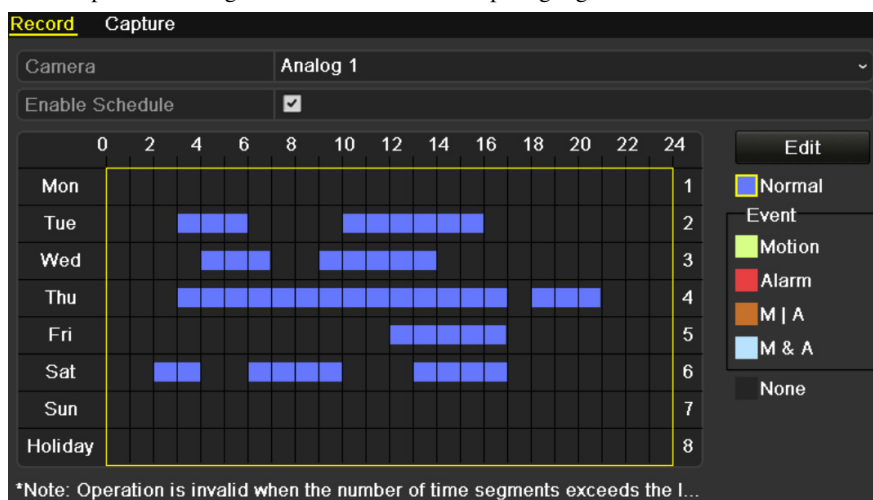 Record Capture
Camera Analog 1
Enable Schedule
0 2 4 6 8 10 12 14 16 18 20 22 24
Edit
Mon 1
Normal
Tue 2
Event
Wed 3
Motion
Thu 4
Alarm
M | A
Fri 5
M & A
Sat 6
None
Sun 7
Holiday 8
*Note: Operation is invalid when the number of time segments exceeds the l...